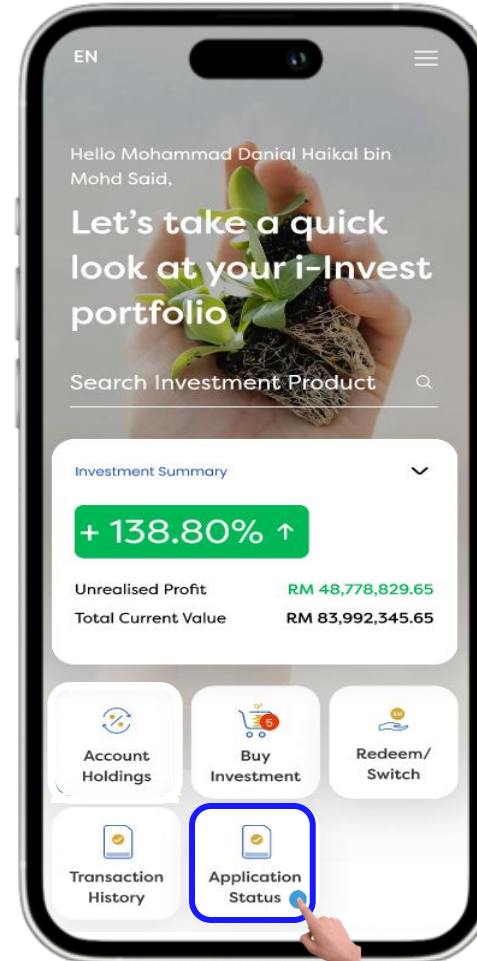 EN
Hello Mohammad Danial Haikal bin
Mohd Said,
Let's take a quick
look at your i-Invest
portfolio
Search Investment Product
Investment Summary
+ 138.80% ↑
Unrealised Profit RM 48,778,829.65
Total Current Value RM 83,992,345.65
Account
Holdings
5
Buy
Investment
Redeem/
Switch
Transaction
History
Application
Status